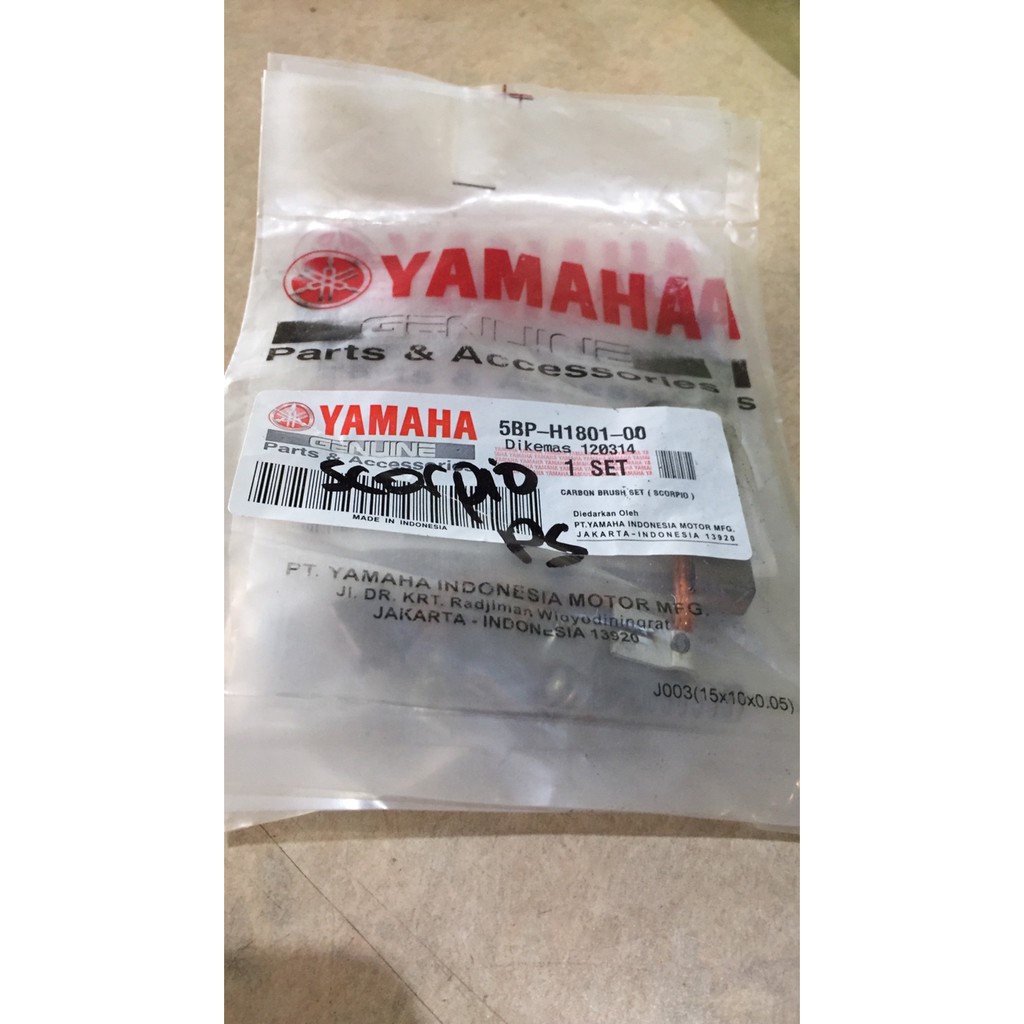 YAMAHA
GENUINE
Parts & Accessories
YAMAHA
GENUINE
Parts & Accessories
5BP-H1801-00
Dikemas 120314
1 SET
CARBON BRUSH SET ( SCORPIO )
Diedarkan Oleh
PT.YAMAHA INDONESIA MOTOR MFG.
JAKARTA-INDONESIA 13920
MADE IN INDONESIA
scorpio
PS
PT. YAMAHA INDONESIA MOTOR MFG.
Jl. DR. KRT. Radjiman Widyodiningrat
JAKARTA - INDONESIA 13920
J003(15x10x0.05)